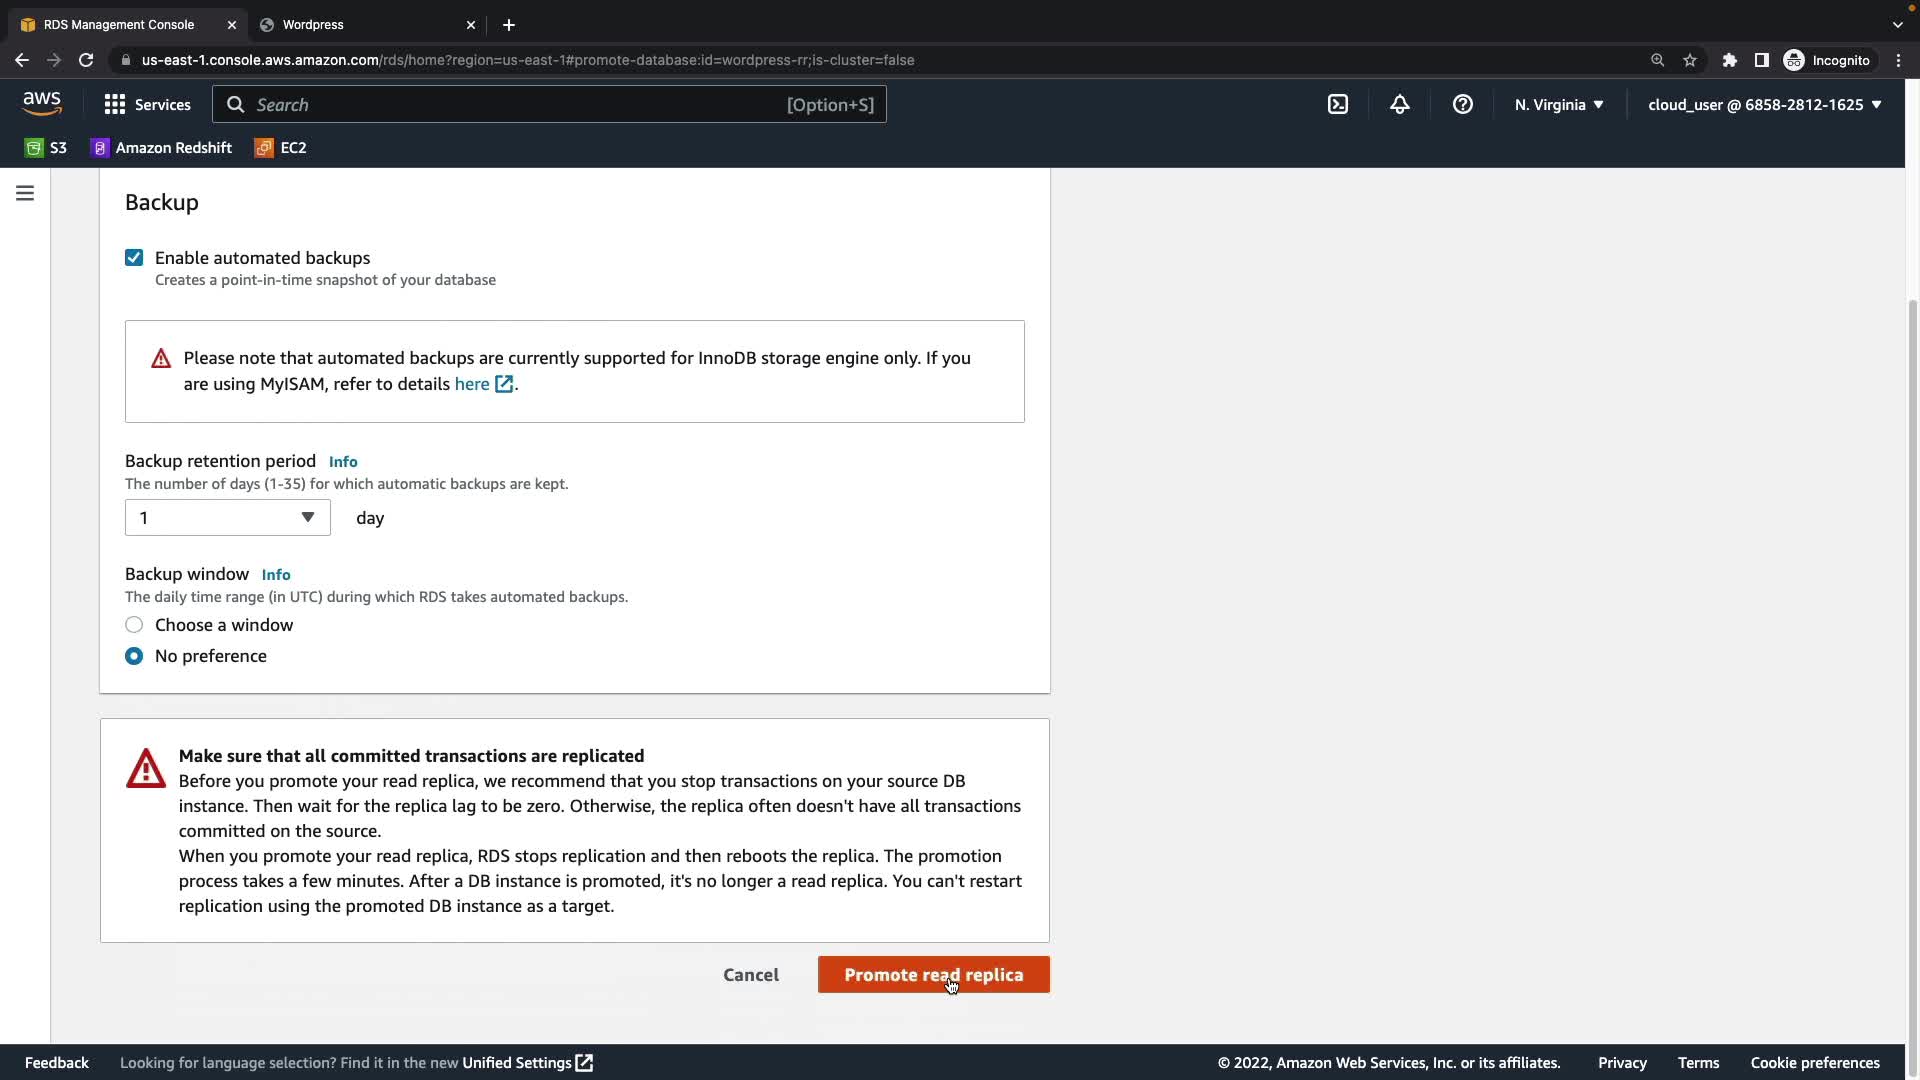 RDS Management Console
Wordpress
us-east-1.console.aws.amazon.com/rds/home?region=us-east-1#promote-database:id=wordpress-rr;is-cluster=false
Incognito
aws
Services
Search
[Option+S]
N. Virginia
cloud_user @ 6858-2812-1625
S3
Amazon Redshift
EC2
Backup
Enable automated backups
Creates a point-in-time snapshot of your database
Please note that automated backups are currently supported for InnoDB storage engine only. If you
are using MyISAM, refer to details here.
Backup retention period Info
The number of days (1-35) for which automatic backups are kept.
1 day
Backup window Info
The daily time range (in UTC) during which RDS takes automated backups.
Choose a window
No preference
Make sure that all committed transactions are replicated
Before you promote your read replica, we recommend that you stop transactions on your source DB
instance. Then wait for the replica lag to be zero. Otherwise, the replica often doesn't have all transactions
committed on the source.
When you promote your read replica, RDS stops replication and then reboots the replica. The promotion
process takes a few minutes. After a DB instance is promoted, it's no longer a read replica. You can't restart
replication using the promoted DB instance as a target.
Cancel
Promote read replica
Feedback
Looking for language selection? Find it in the new Unified Settings
© 2022, Amazon Web Services, Inc. or its affiliates.
Privacy
Terms
Cookie preferences